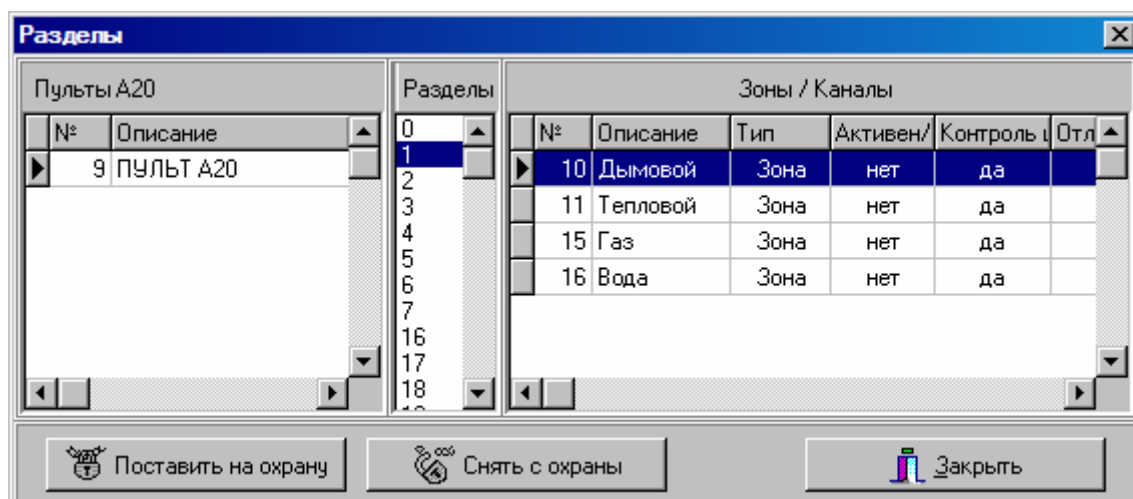 Разделы
Пульты А20
Разделы
Зоны / Каналы
№ Описание
9 ПУЛЬТ А20
0
1
2
3
4
5
6
7
16
17
18
№ Описание Тип Активен/ Контроль Отл
10 Дымовой Зона нет да
11 Тепловой Зона нет да
15 Газ Зона нет да
16 Вода Зона нет да
Поставить на охрану
Снять с охраны
Закрыть